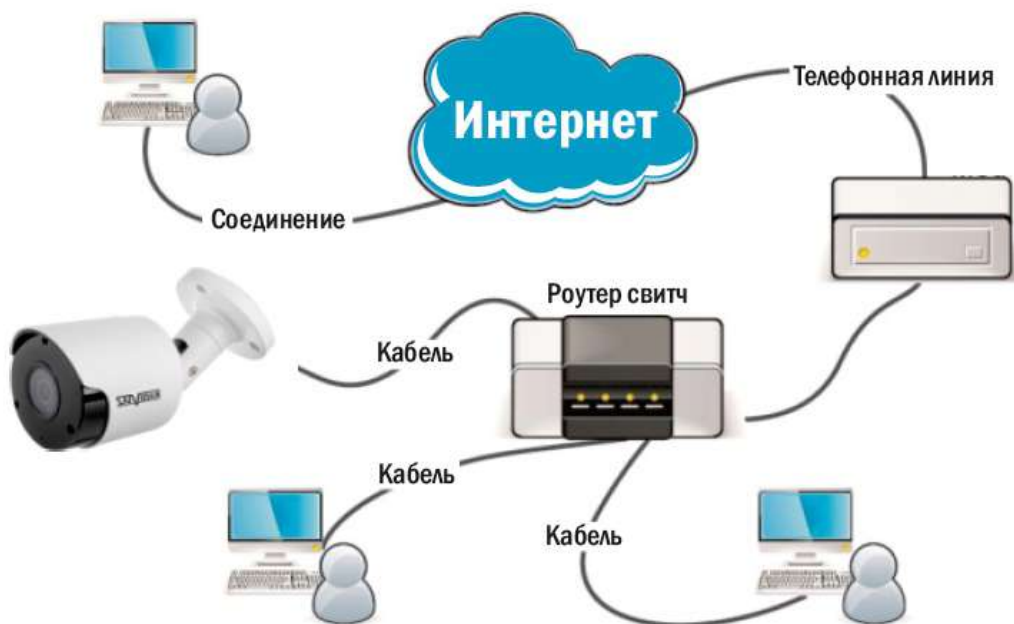 Интернет
Телефонная линия
Соединение
Роутер свитч
Кабель
Кабель
Кабель